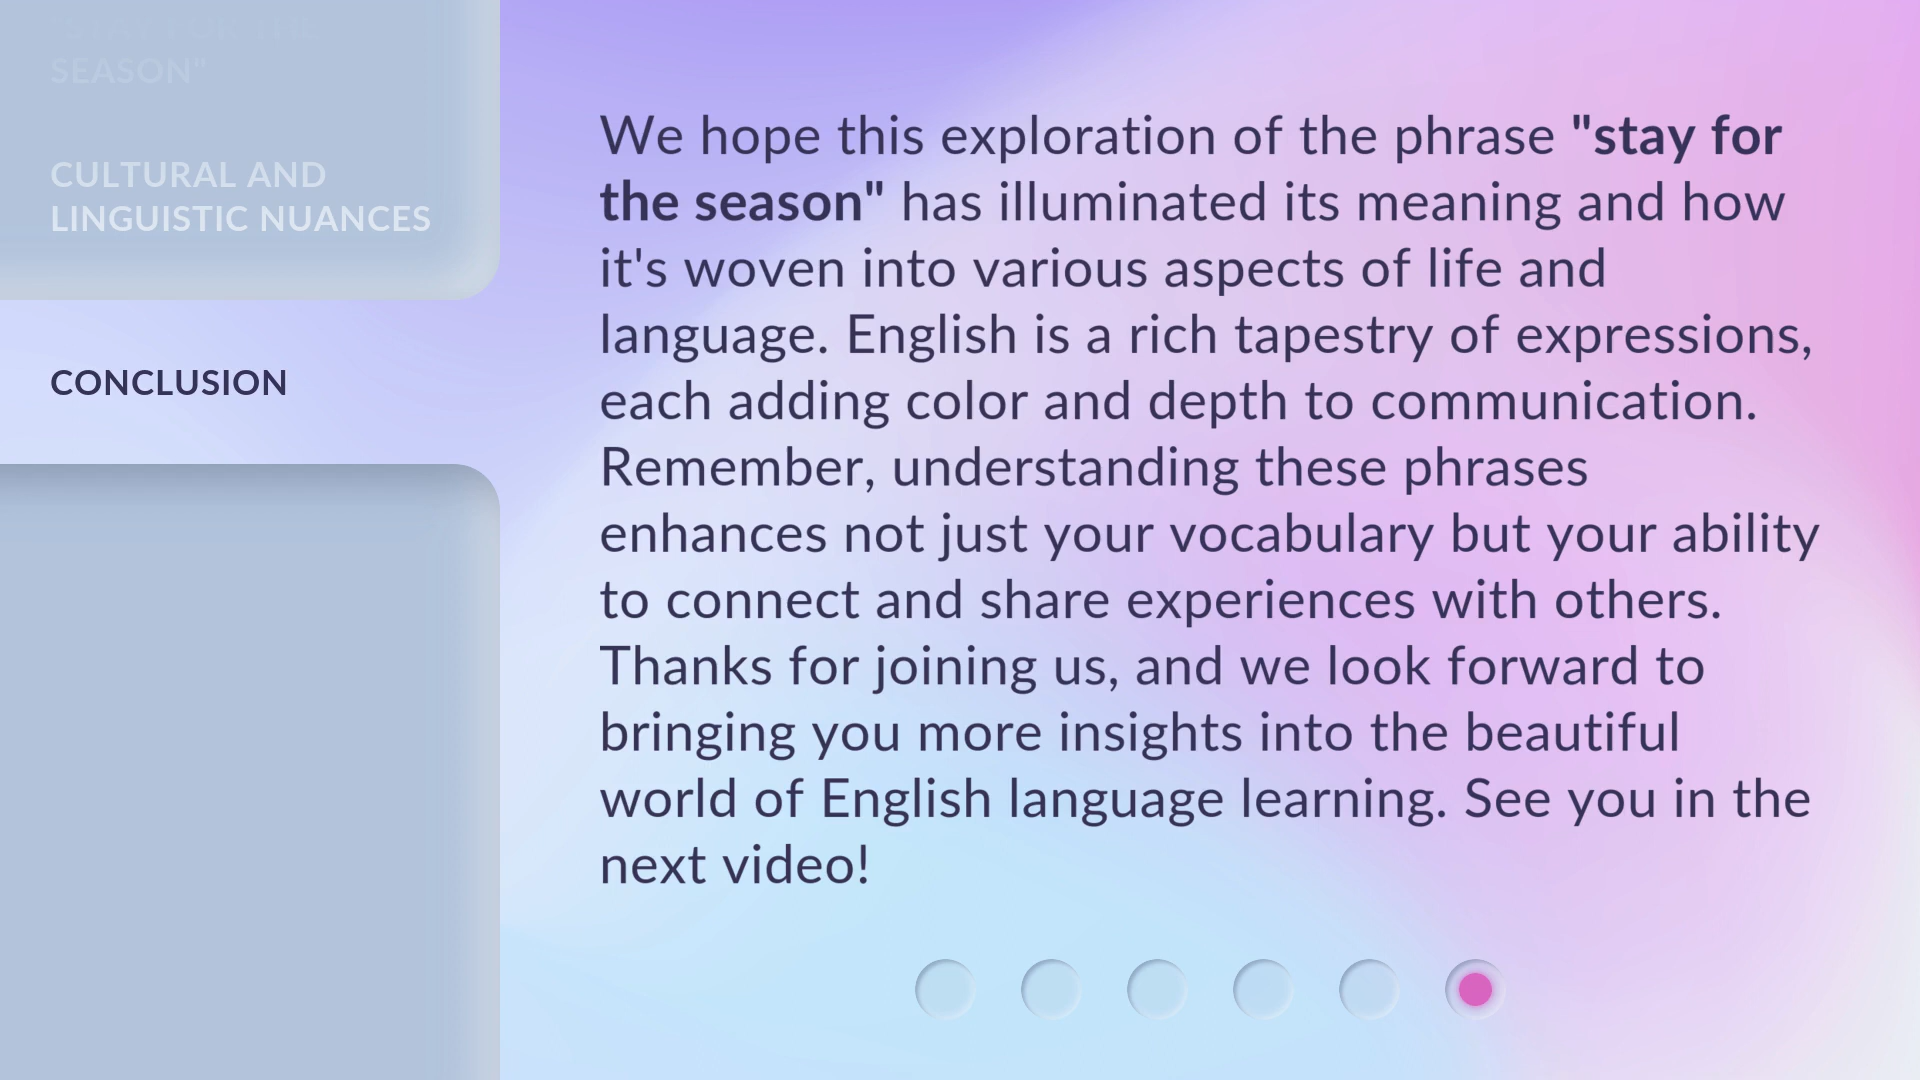 "STAY FOR THE
SEASON"
CULTURAL AND
LINGUISTIC NUANCES
CONCLUSION
We hope this exploration of the phrase "stay for
the season" has illuminated its meaning and how
it's woven into various aspects of life and
language. English is a rich tapestry of expressions,
each adding color and depth to communication.
Remember, understanding these phrases
enhances not just your vocabulary but your ability
to connect and share experiences with others.
Thanks for joining us, and we look forward to
bringing you more insights into the beautiful
world of English language learning. See you in the
next video!